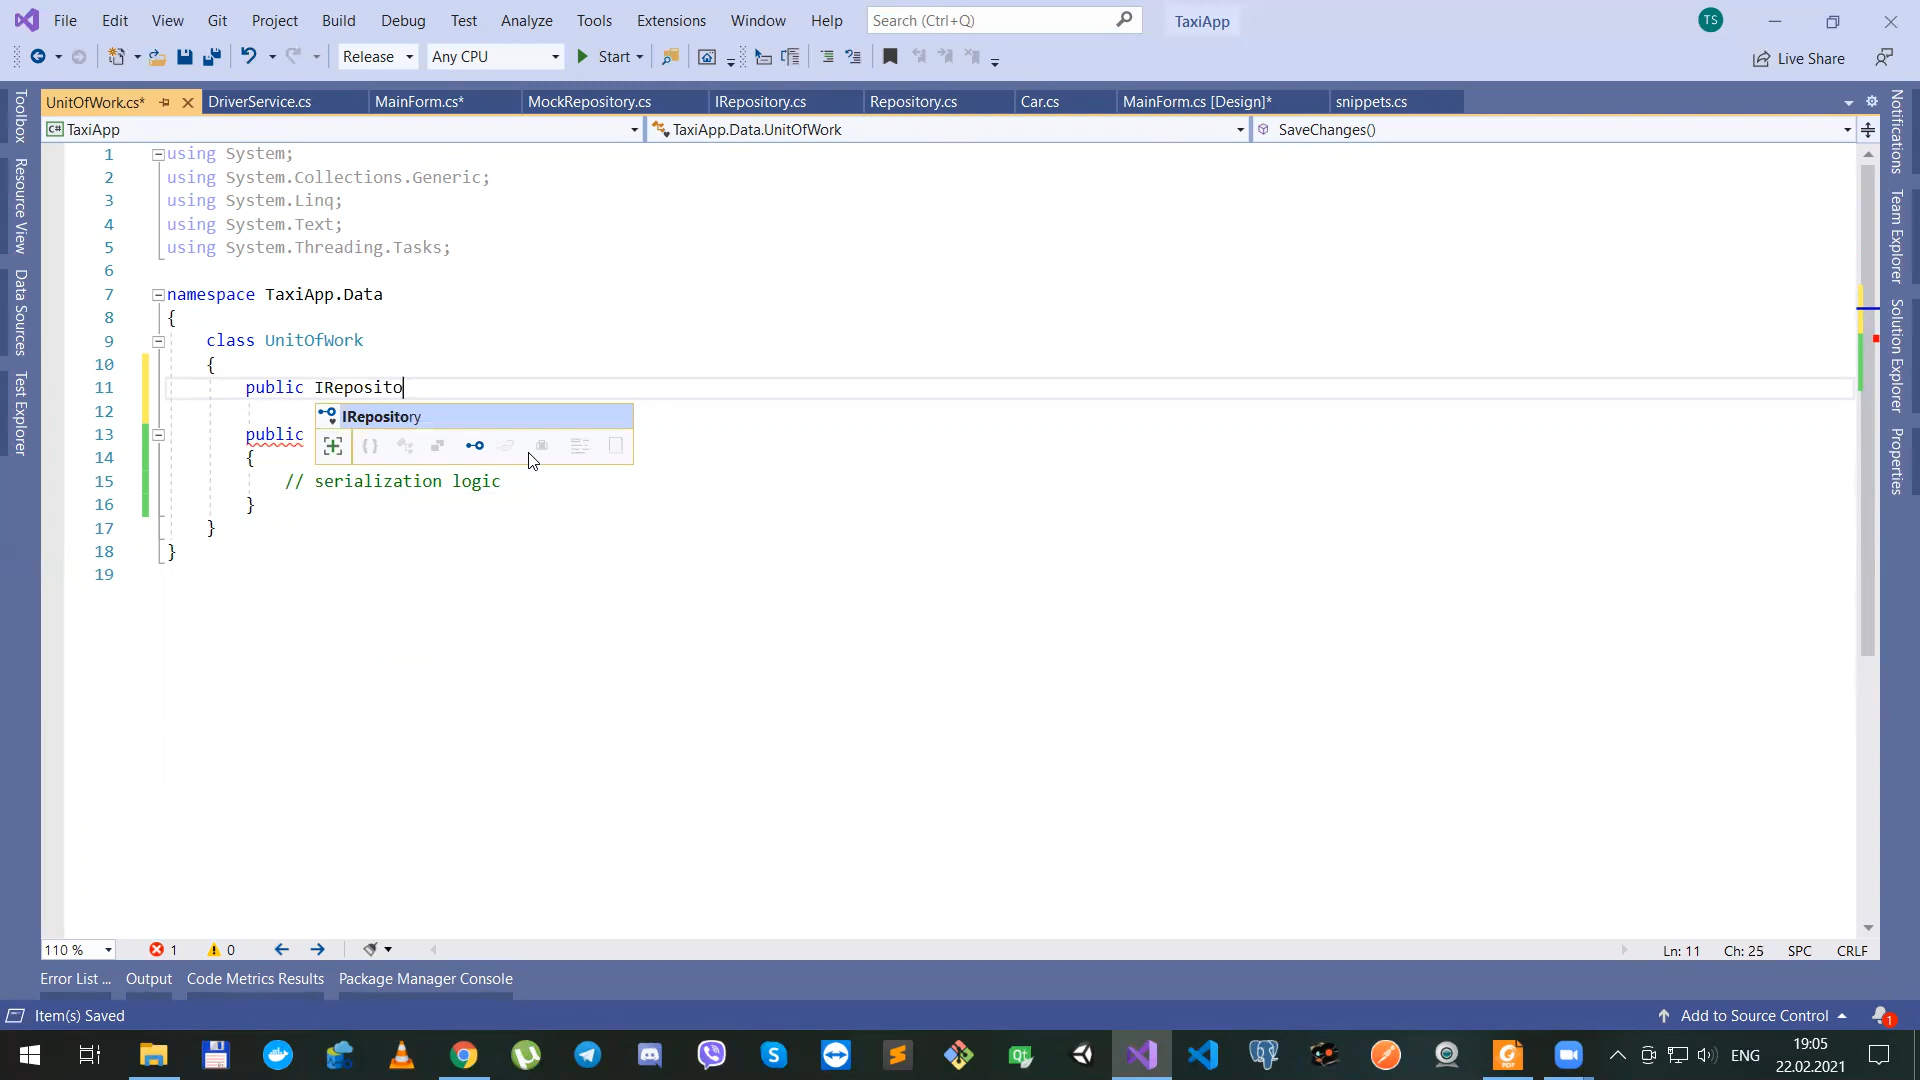 File Edit View Git Project Build Debug Test Analyze Tools Extensions Window Help Search (Ctrl+Q) TaxiApp TS
Release Any CPU Start Live Share
UnitOfWork.cs* DriverService.cs MainForm.cs* MockRepository.cs IRepository.cs Repository.cs Car.cs MainForm.cs [Design]* snippets.cs
C# TaxiApp TaxiApp.Data.UnitOfWork SaveChanges()
Toolbox
Resource View
Data Sources
Test Explorer
1 using System;
2 using System.Collections.Generic;
3 using System.Linq;
4 using System.Text;
5 using System.Threading.Tasks;
6
7 namespace TaxiApp.Data
8 {
9 class UnitOfWork
10 {
11 public IReposito
12
IRepository
13 public
14 {
15 // serialization logic
16 }
17 }
18 }
19
Notifications
Team Explorer
Solution Explorer
Properties
110 % 1 0 Ln: 11 Ch: 25 SPC CRLF
Error List ... Output Code Metrics Results Package Manager Console
Item(s) Saved Add to Source Control 1
ENG
19:05
22.02.2021